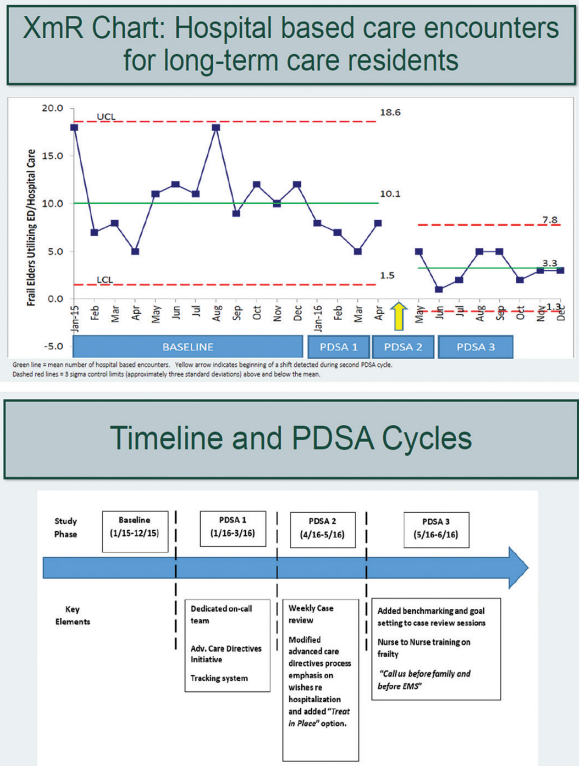 XmR Chart: Hospital based care encounters
for long-term care residents
Frail Elders Utilizing ED/Hospital Care
20.0
15.0
10.0
5.0
0.0
-5.0
UCL
18.6
10.1
LCL
1.5
7.8
3.3
-1.3
Jan-15
Feb
Mar
Apr
May
Jun
Jul
Aug
Sep
Oct
Nov
Dec
Jan-16
Feb
Mar
Apr
May
Jun
Jul
Aug
Sep
Oct
Nov
Dec
BASELINE
PDSA 1
PDSA 2
PDSA 3
Green line = mean number of hospital based encounters. Yellow arrow indicates beginning of a shift detected during second PDSA cycle.
Dashed red lines = 3 sigma control limits (approximately three standard deviations) above and below the mean.
Timeline and PDSA Cycles
Study
Phase
Baseline
(1/15-12/15)
PDSA 1
(1/16-3/16)
PDSA 2
(4/16-5/16)
PDSA 3
(5/16-6/16)
Key
Elements
Dedicated on-call
team
Adv. Care Directives
Initiative
Tracking system
Weekly Case
review
Modified
advanced care
directives process
emphasis on
wishes re
hospitalization
and added "Treat
in Place" option.
Added benchmarking and goal
setting to case review sessions
Nurse to Nurse training on
frailty
"Call us before family and
before EMS"